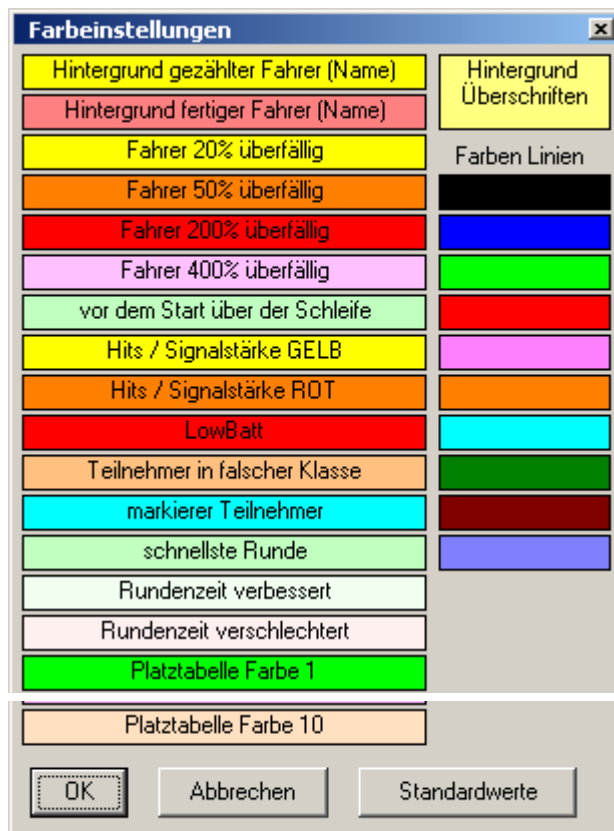 Farbeinstellungen
Hintergrund gezählter Fahrer (Name)
Hintergrund fertiger Fahrer (Name)
Fahrer 20% überfällig
Fahrer 50% überfällig
Fahrer 200% überfällig
Fahrer 400% überfällig
vor dem Start über der Schleife
Hits / Signalstärke GELB
Hits / Signalstärke ROT
LowBatt
Teilnehmer in falscher Klasse
markierer Teilnehmer
schnellste Runde
Rundenzeit verbessert
Rundenzeit verschlechtert
Platztabelle Farbe 1
Platztabelle Farbe 10
Hintergrund
Überschriften
Farben Linien
OK
Abbrechen
Standardwerte